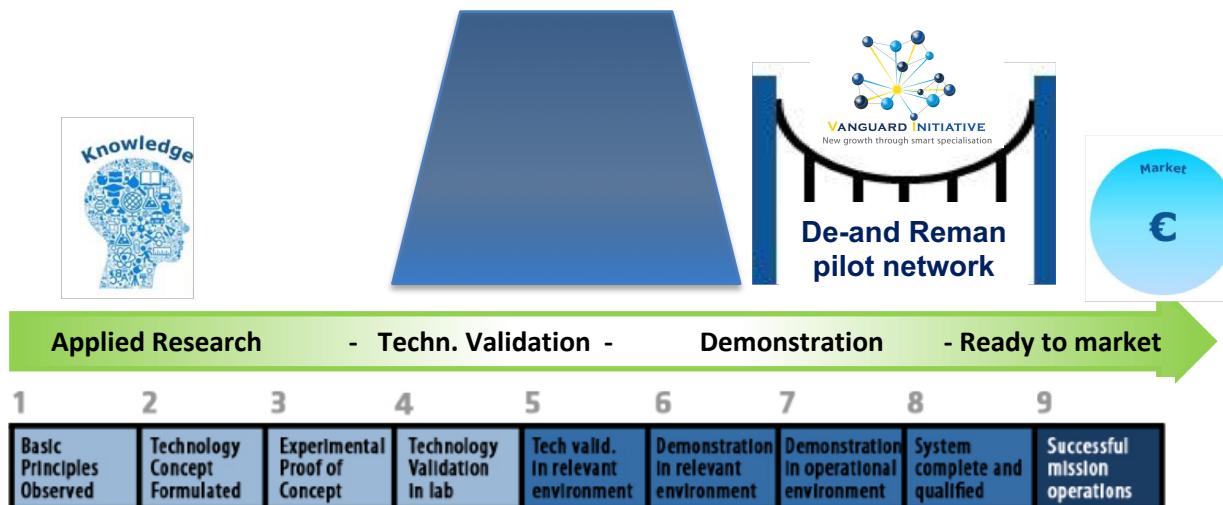 Knowledge
VANGUARD INITIATIVE
New growth through smart specialisation
De-and Reman
pilot network
Market
€
Applied Research - Techn. Validation - Demonstration - Ready to market
1 2 3 4 5 6 7 8 9
Basic
Principles
Observed
Technology
Concept
Formulated
Experimental
Proof of
Concept
Technology
Validation
in lab
Tech valid.
in relevant
environment
Demonstration
in relevant
environment
Demonstration
in operational
environment
System
complete and
qualified
Successful
mission
operations